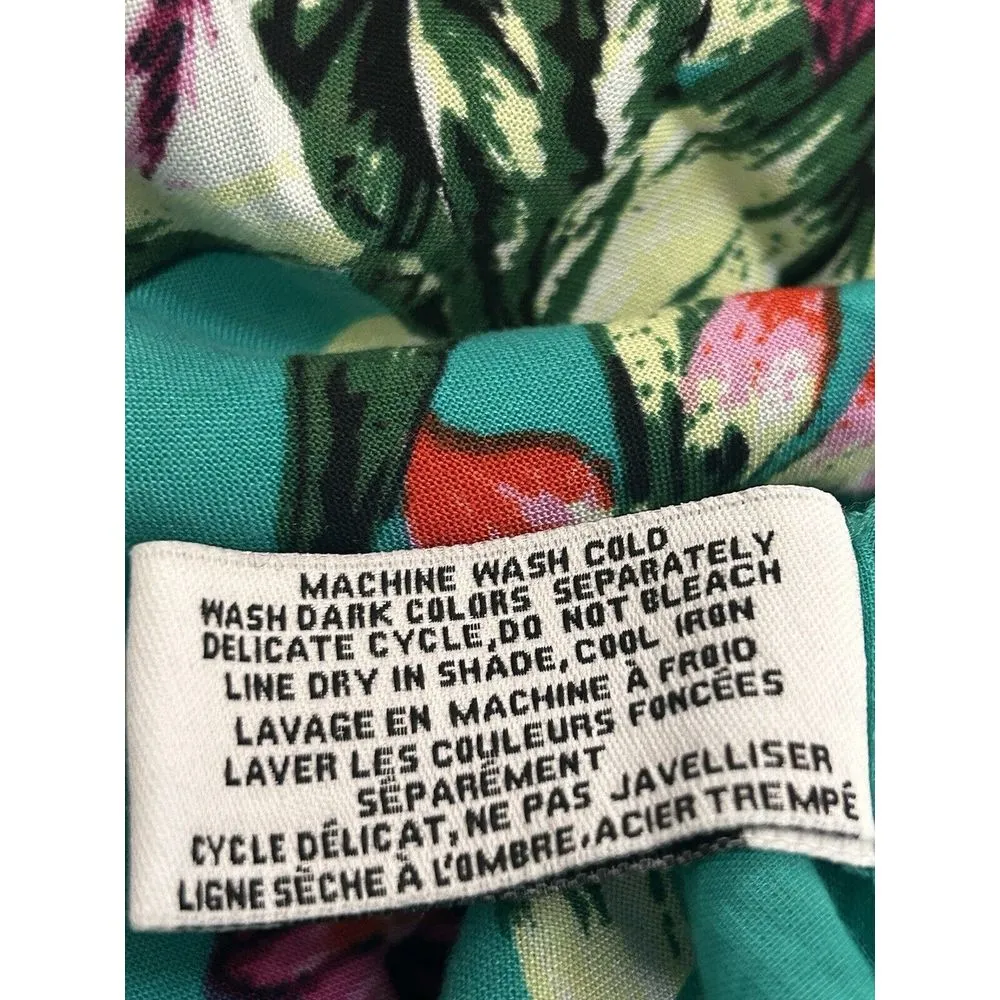 MACHINE WASH COLD
WASH DARK COLORS SEPARATELY
DELICATE CYCLE, DO NOT BLEACH
LINE DRY IN SHADE, COOL IRON
LAVAGE EN MACHINE À FROID
LAVER LES COULEURS FONCÉES
SÉPARÉMENT
CYCLE DÉLICAT, NE PAS JAVELLISER
LIGNE SÈCHE À L'OMBRE, ACIER TREMPÉ